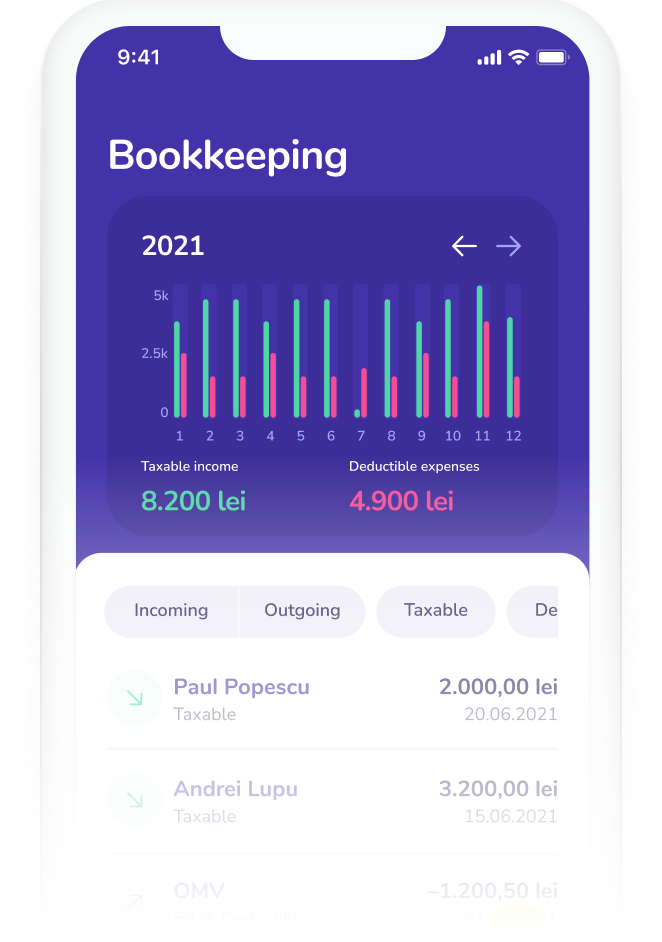 9:41
Bookkeeping
2021
5k
2.5k
0
1 2 3 4 5 6 7 8 9 10 11 12
Taxable income Deductible expenses
8.200 lei 4.900 lei
Incoming Outgoing Taxable De
Paul Popescu 2.000,00 lei
Taxable 20.06.2021
Andrei Lupu 3.200,00 lei
Taxable 15.06.2021
OMV –1.200,50 lei
50 % Deductible